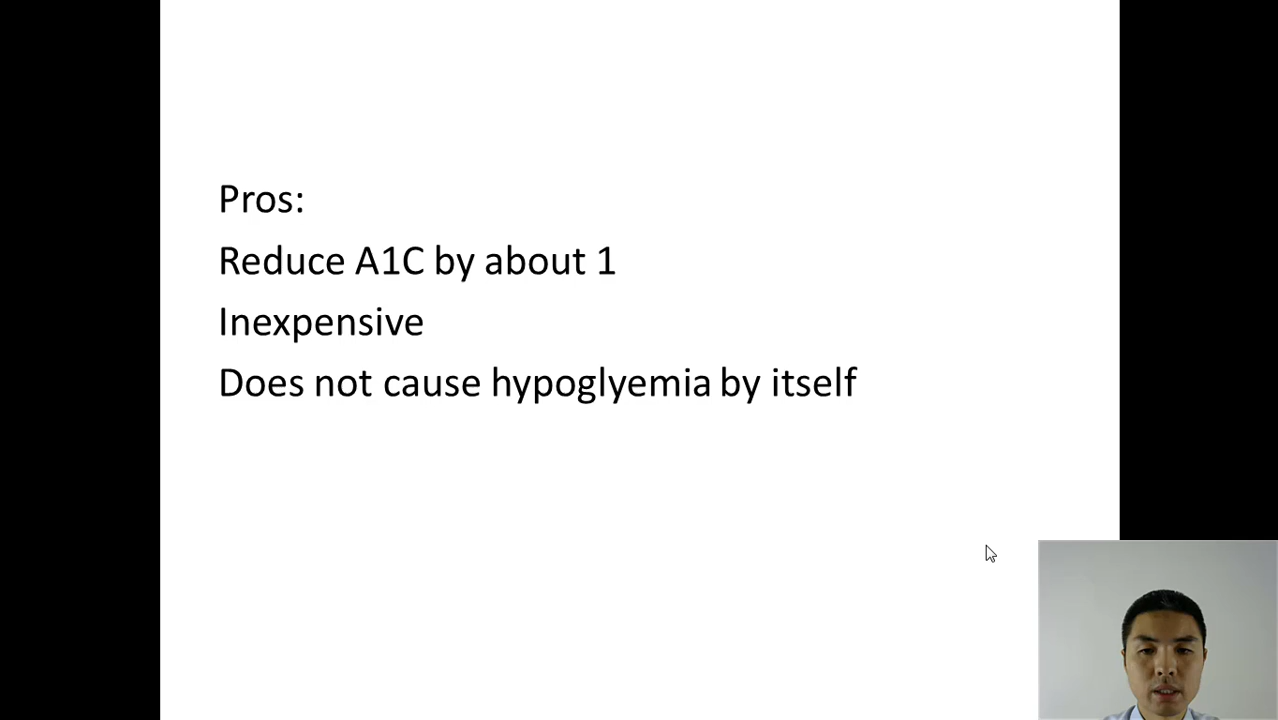 Pros:
Reduce A1C by about 1
Inexpensive
Does not cause hypoglyemia by itself